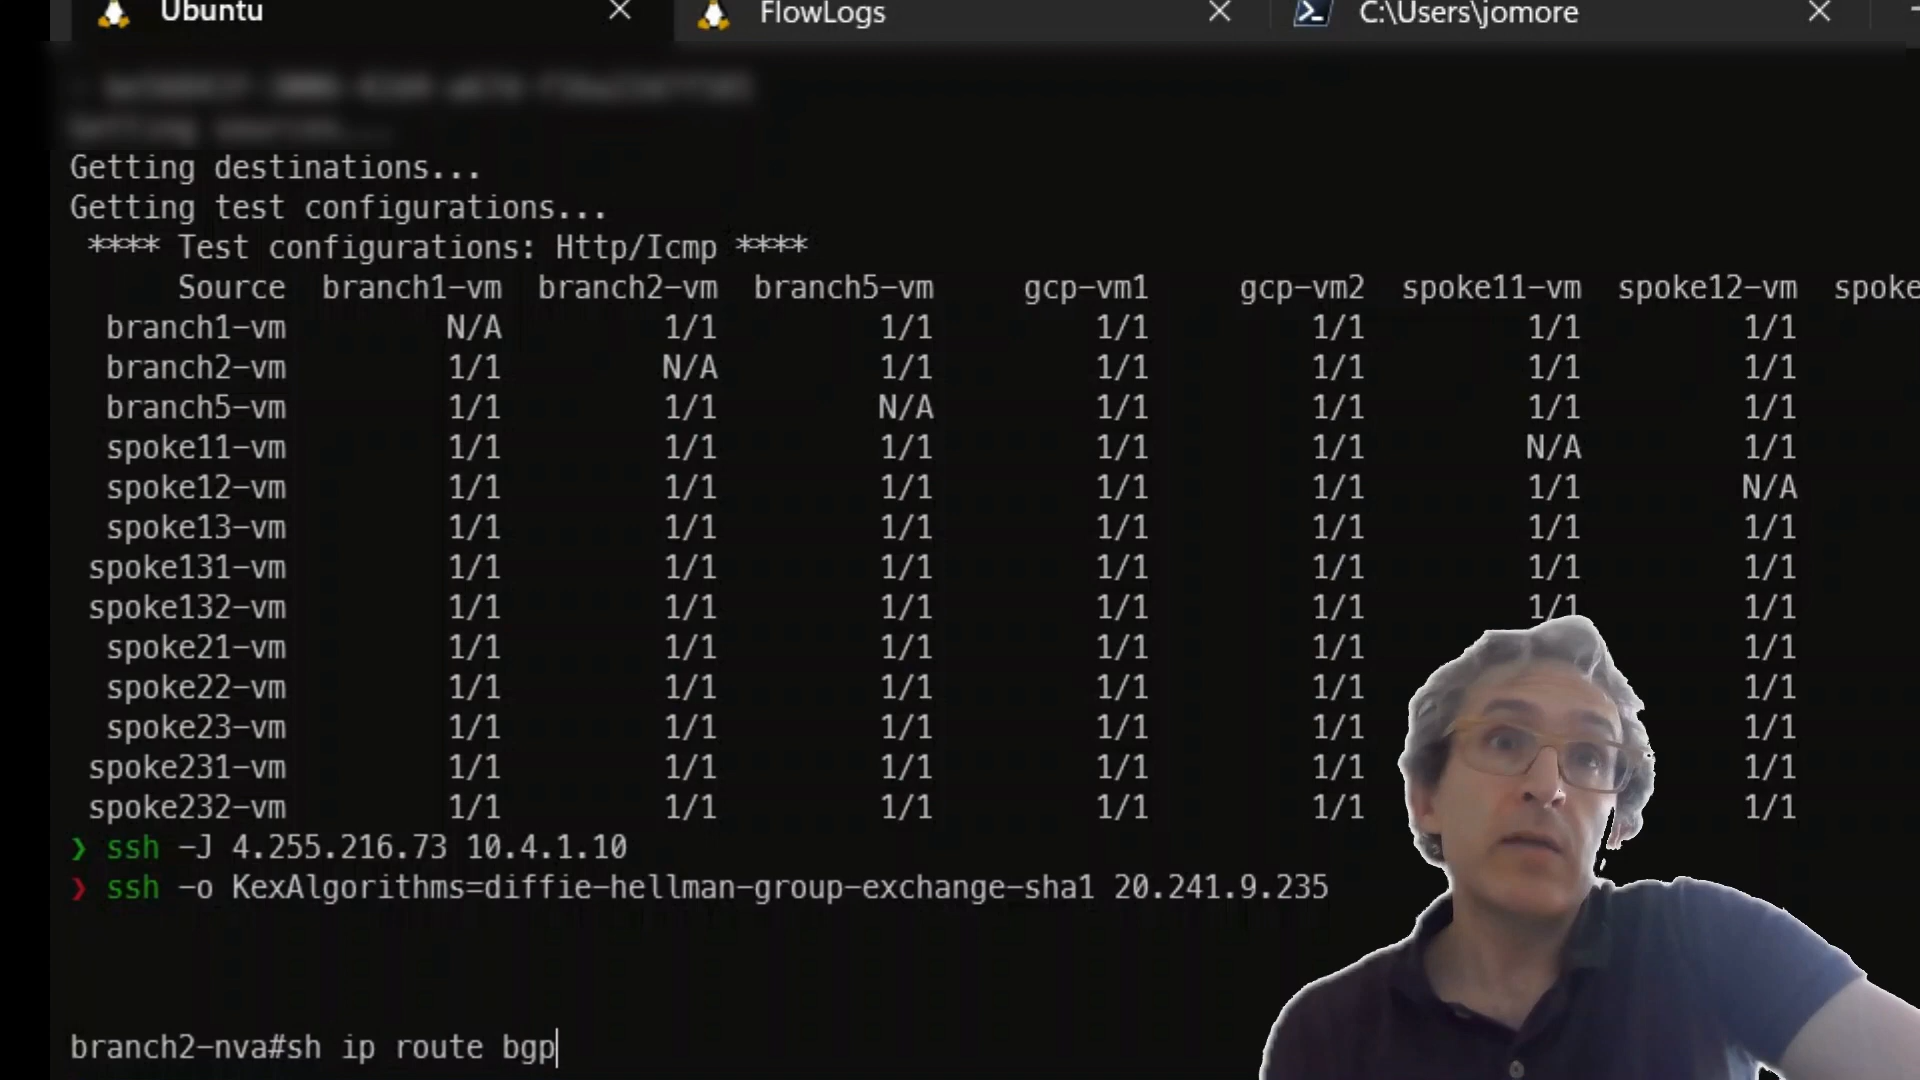 Ubuntu FlowLogs C:\Users\jomore
Getting destinations...
Getting test configurations...
**** Test configurations: Http/Icmp ****
Source branch1-vm branch2-vm branch5-vm gcp-vm1 gcp-vm2 spoke11-vm spoke12-vm spoke
branch1-vm N/A 1/1 1/1 1/1 1/1 1/1 1/1
branch2-vm 1/1 N/A 1/1 1/1 1/1 1/1 1/1
branch5-vm 1/1 1/1 N/A 1/1 1/1 1/1 1/1
spoke11-vm 1/1 1/1 1/1 1/1 1/1 N/A 1/1
spoke12-vm 1/1 1/1 1/1 1/1 1/1 1/1 N/A
spoke13-vm 1/1 1/1 1/1 1/1 1/1 1/1 1/1
spoke131-vm 1/1 1/1 1/1 1/1 1/1 1/1 1/1
spoke132-vm 1/1 1/1 1/1 1/1 1/1 1/1 1/1
spoke21-vm 1/1 1/1 1/1 1/1 1/1 1/1
spoke22-vm 1/1 1/1 1/1 1/1 1/1 1/1
spoke23-vm 1/1 1/1 1/1 1/1 1/1 1/1
spoke231-vm 1/1 1/1 1/1 1/1 1/1 1/1
spoke232-vm 1/1 1/1 1/1 1/1 1/1 1/1
❯ ssh -J 4.255.216.73 10.4.1.10
❯ ssh -o KexAlgorithms=diffie-hellman-group-exchange-sha1 20.241.9.235
branch2-nva#sh ip route bgp